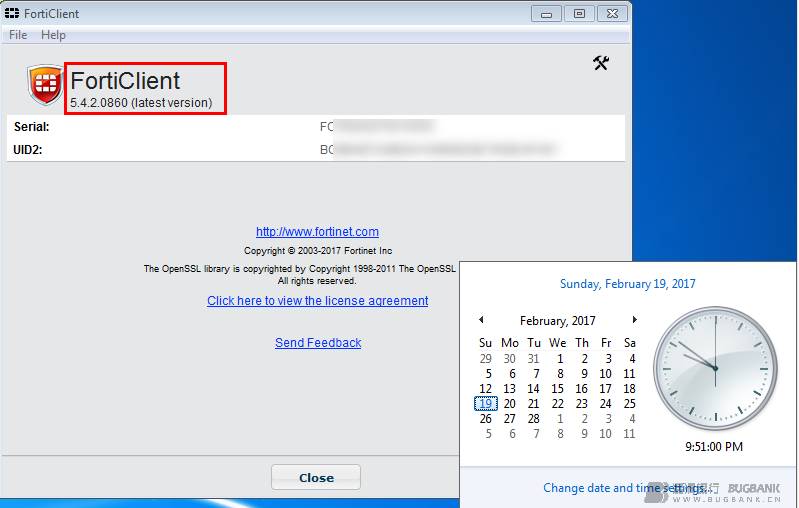 FortiClient
File Help
FortiClient
5.4.2.0860 (latest version)
Serial: FC
UID2:
http://www.fortinet.com
Copyright © 2003-2017 Fortinet Inc
The OpenSSL library is copyrighted by Copyright 1998-2011 The OpenSSL
All rights reserved.
Click here to view the license agreement
Send Feedback
Close
Sunday, February 19, 2017
February, 2017
Su Mo Tu We Th Fr Sa
29 30 31 1 2 3 4
5 6 7 8 9 10 11
12 13 14 15 16 17 18
19 20 21 22 23 24 25
26 27 28 1 2 3 4
5 6 7 8 9 10 11
9:51:00 PM
Change date and time settings...
BUGBANK
WWW.BUGBANK.CN